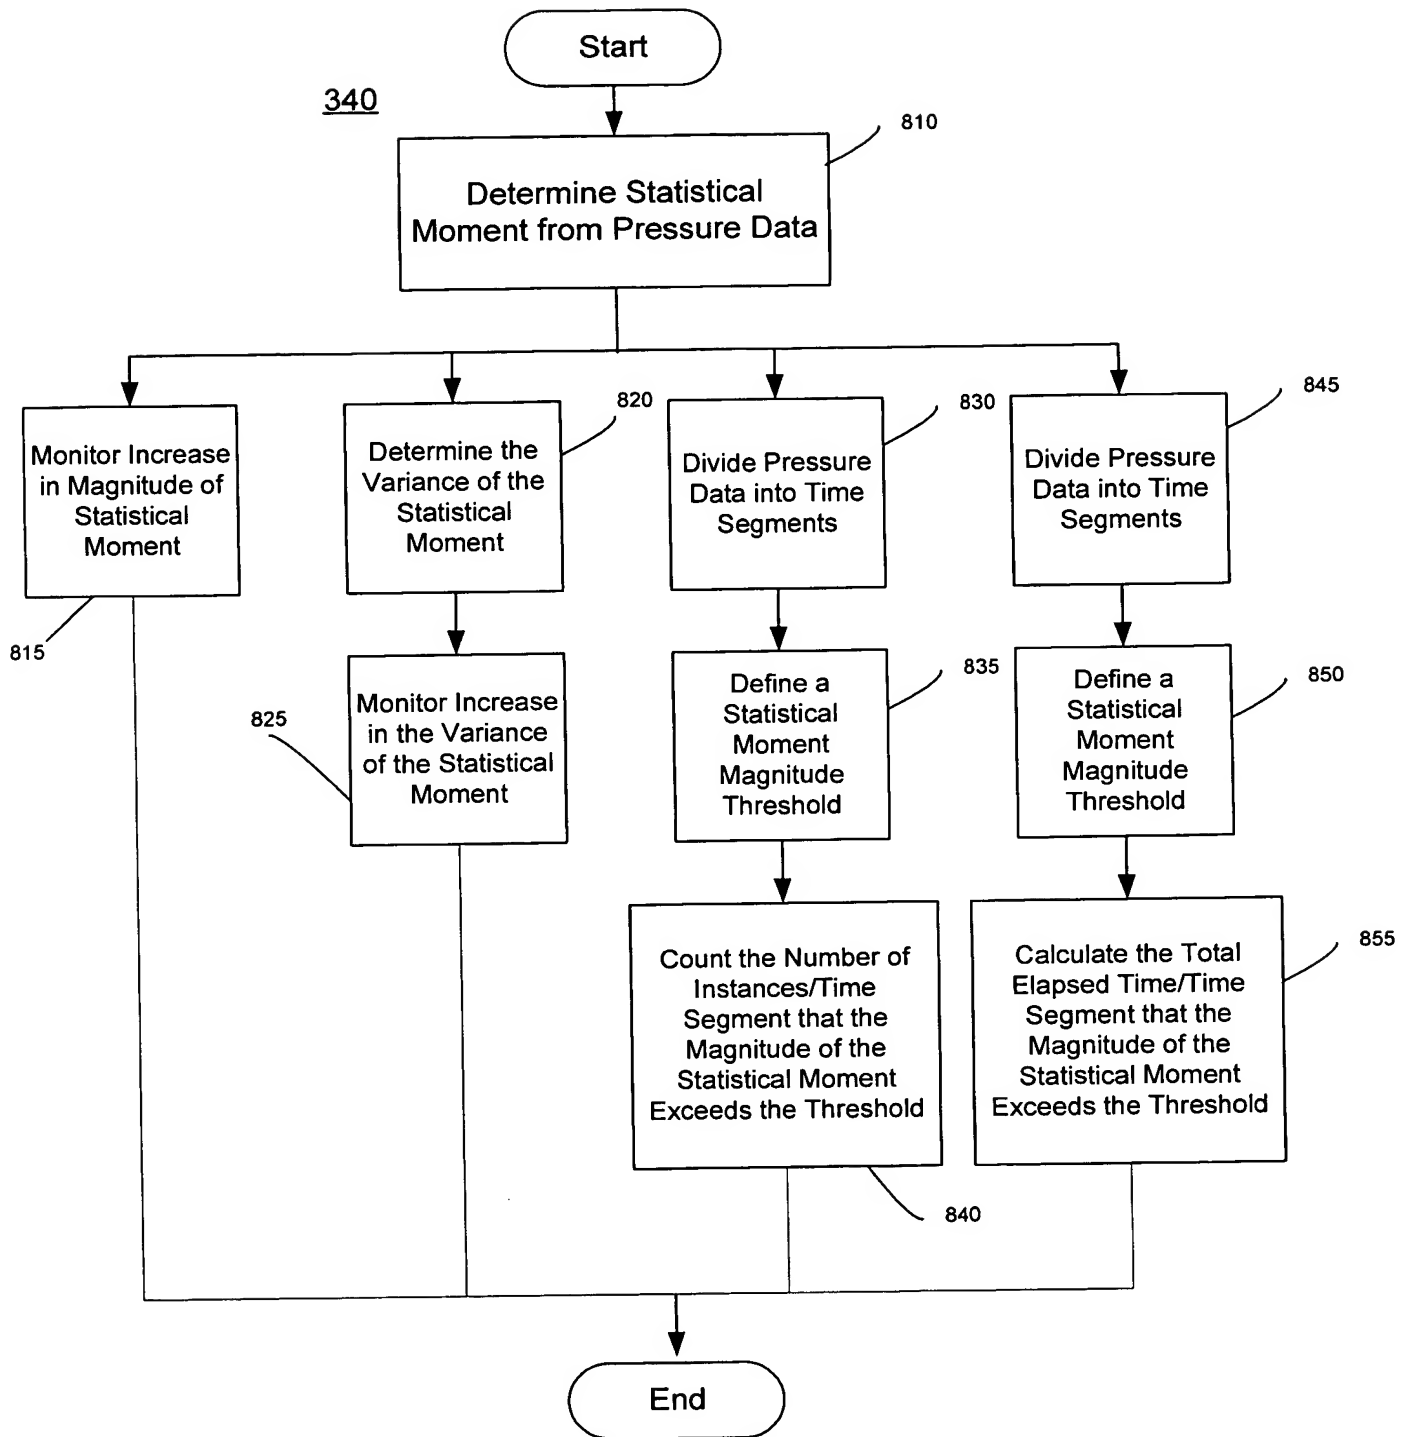 Start
340
810
Determine Statistical
Moment from Pressure Data
815
Monitor Increase
in Magnitude of
Statistical
Moment
820
Determine the
Variance of the
Statistical
Moment
825
Monitor Increase
in the Variance
of the Statistical
Moment
830
Divide Pressure
Data into Time
Segments
835
Define a
Statistical
Moment
Magnitude
Threshold
Count the Number of
Instances/Time
Segment that the
Magnitude of the
Statistical Moment
Exceeds the Threshold
840
845
Divide Pressure
Data into Time
Segments
850
Define a
Statistical
Moment
Magnitude
Threshold
855
Calculate the Total
Elapsed Time/Time
Segment that the
Magnitude of the
Statistical Moment
Exceeds the Threshold
End